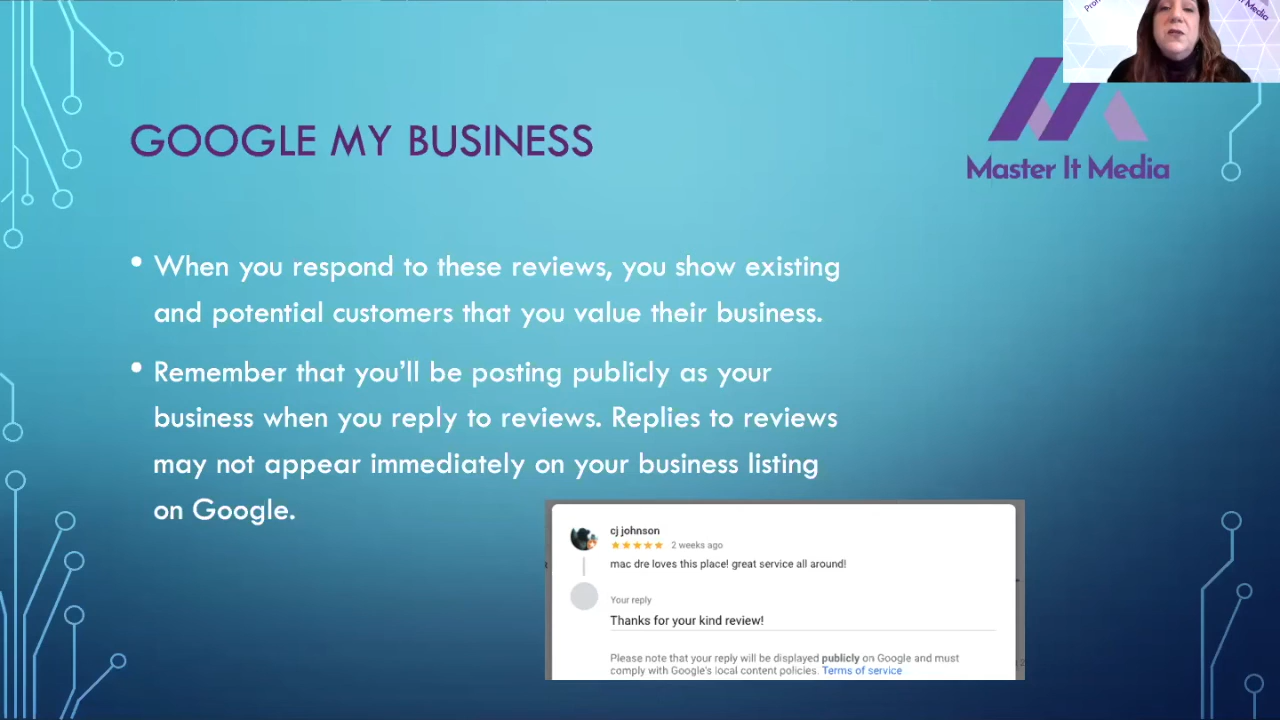 GOOGLE MY BUSINESS
Master It Media
• When you respond to these reviews, you show existing
and potential customers that you value their business.
• Remember that you’ll be posting publicly as your
business when you reply to reviews. Replies to reviews
may not appear immediately on your business listing
on Google.
cj johnson
2 weeks ago
mac dre loves this place! great service all around!
Your reply
Thanks for your kind review!
Please note that your reply will be displayed publicly on Google and must
comply with Google's local content policies. Terms of service